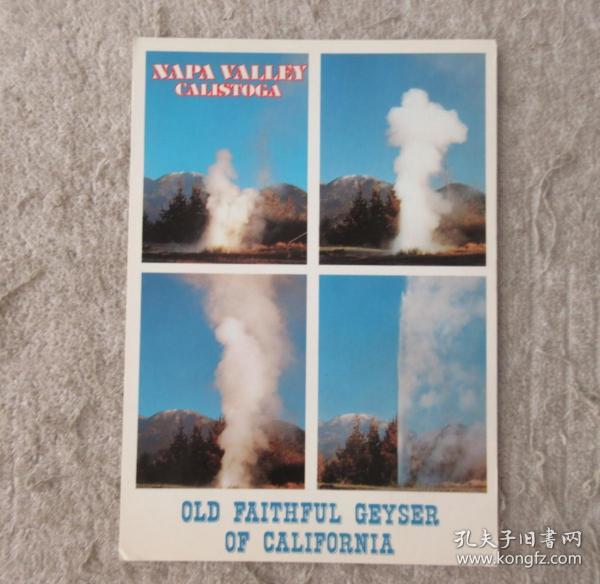 NAPA VALLEY
CALISTOGA
OLD FAITHFUL GEYSER
OF CALIFORNIA
孔夫子旧书网
www.kongfz.com